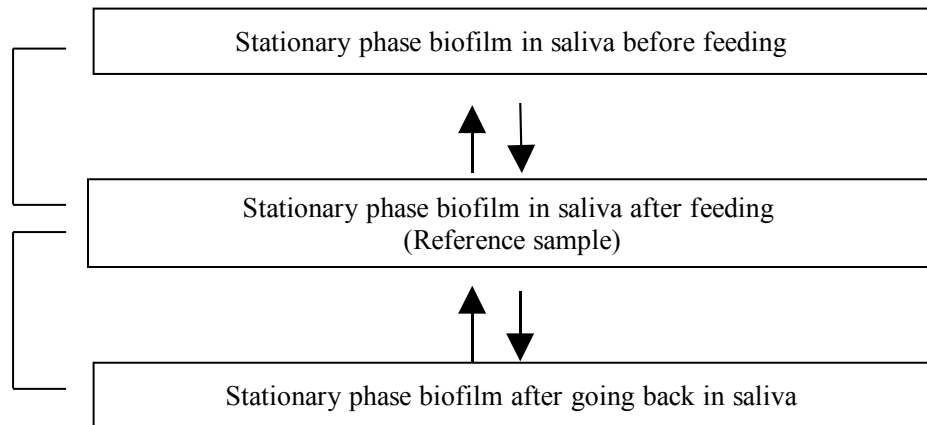 Stationary phase biofilm in saliva before feeding
Stationary phase biofilm in saliva after feeding
(Reference sample)
Stationary phase biofilm after going back in saliva